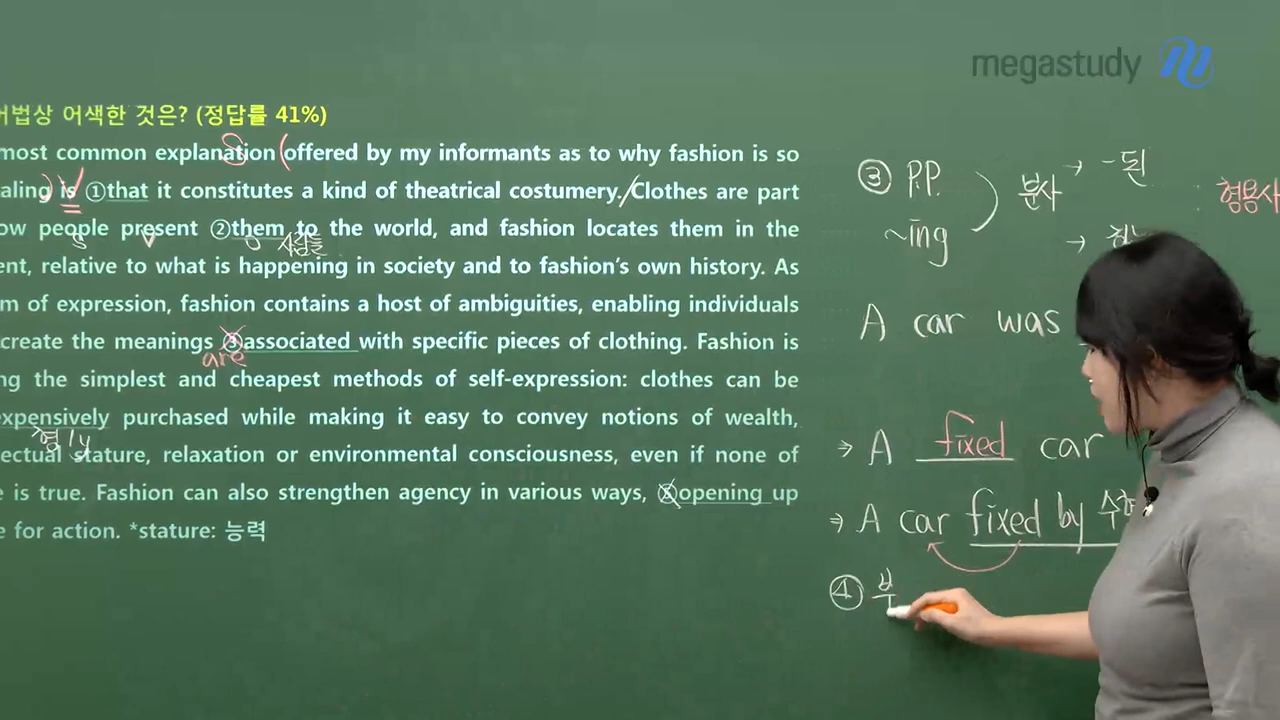 megastudy
어법상 어색한 것은? (정답률 41%)
most common explanation offered by my informants as to why fashion is so
aling is ①that it constitutes a kind of theatrical costumery. Clothes are part
ow people present ②them to the world, and fashion locates them in the
s v o 사람들
ent, relative to what is happening in society and to fashion's own history. As
m of expression, fashion contains a host of ambiguities, enabling individuals
create the meanings ③associated with specific pieces of clothing. Fashion is
are
ng the simplest and cheapest methods of self-expression: clothes can be
expensively purchased while making it easy to convey notions of wealth,
형 ly
ectual stature, relaxation or environmental consciousness, even if none of
e is true. Fashion can also strengthen agency in various ways, ⑤opening up
e for action. *stature: 능력
③ P.P. 분사 → -된 : 형용사
~ing →
A car was
⇒ A fixed car
⇒ A car fixed by
④ 부